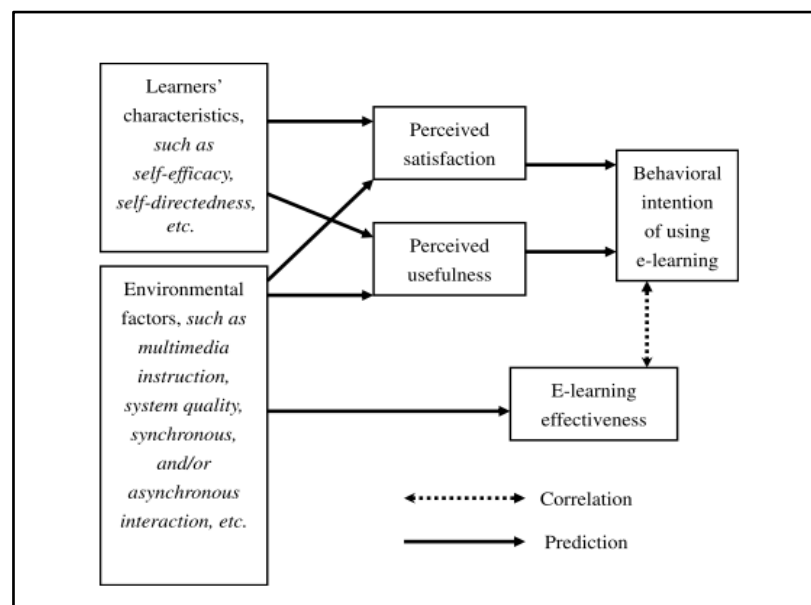 Learners’
characteristics,
such as
self-efficacy,
self-directedness,
etc.
Environmental
factors, such as
multimedia
instruction,
system quality,
synchronous,
and/or
asynchronous
interaction, etc.
Perceived
satisfaction
Perceived
usefulness
Behavioral
intention
of using
e-learning
E-learning
effectiveness
Correlation
Prediction